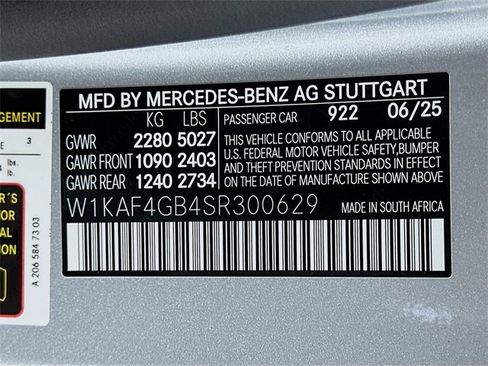 MFD BY MERCEDES-BENZ AG STUTTGART
KG LBS PASSENGER CAR 922 06/25
GVWR 2280 5027
GAWR FRONT 1090 2403
GAWR REAR 1240 2734
THIS VEHICLE CONFORMS TO ALL APPLICABLE
U.S. FEDERAL MOTOR VEHICLE SAFETY,BUMPER
AND THEFT PREVENTION STANDARDS IN EFFECT
ON THE DATE OF MANUFACTURE SHOWN ABOVE
W1KAF4GB4SR300629 MADE IN SOUTH AFRICA
3
lbs.
lbs.
A 206 584 73 03